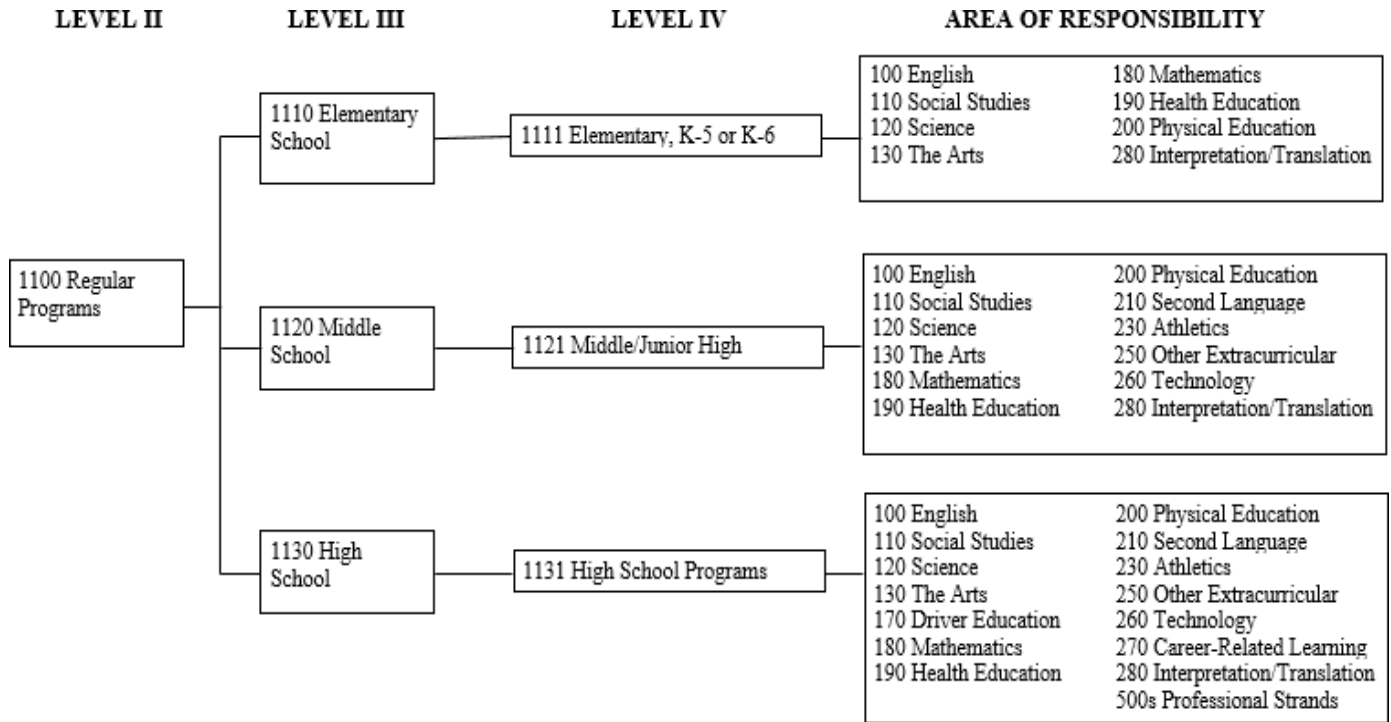 LEVEL II
LEVEL III
LEVEL IV
AREA OF RESPONSIBILITY
1100 Regular
Programs
1110 Elementary
School
1111 Elementary, K-5 or K-6
100 English
110 Social Studies
120 Science
130 The Arts
180 Mathematics
190 Health Education
200 Physical Education
280 Interpretation/Translation
1120 Middle
School
1121 Middle/Junior High
100 English
110 Social Studies
120 Science
130 The Arts
180 Mathematics
190 Health Education
200 Physical Education
210 Second Language
230 Athletics
250 Other Extracurricular
260 Technology
280 Interpretation/Translation
1130 High
School
1131 High School Programs
100 English
110 Social Studies
120 Science
130 The Arts
170 Driver Education
180 Mathematics
190 Health Education
200 Physical Education
210 Second Language
230 Athletics
250 Other Extracurricular
260 Technology
270 Career-Related Learning
280 Interpretation/Translation
500s Professional Strands